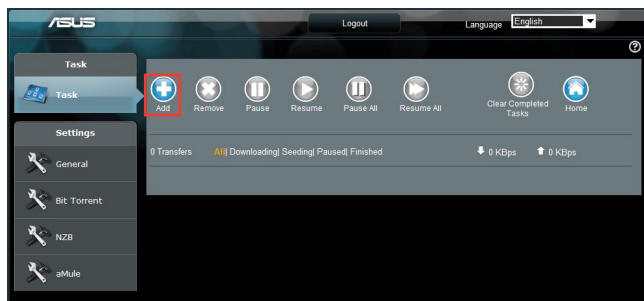 ASUS
Logout
Language English
Task
Task
Add Remove Pause Resume Pause All Resume All Clear Completed Tasks Home
Settings
General
Bit Torrent
NZB
aMule
0 Transfers All| Downloading| Seeding| Paused| Finished 0 KBps 0 KBps